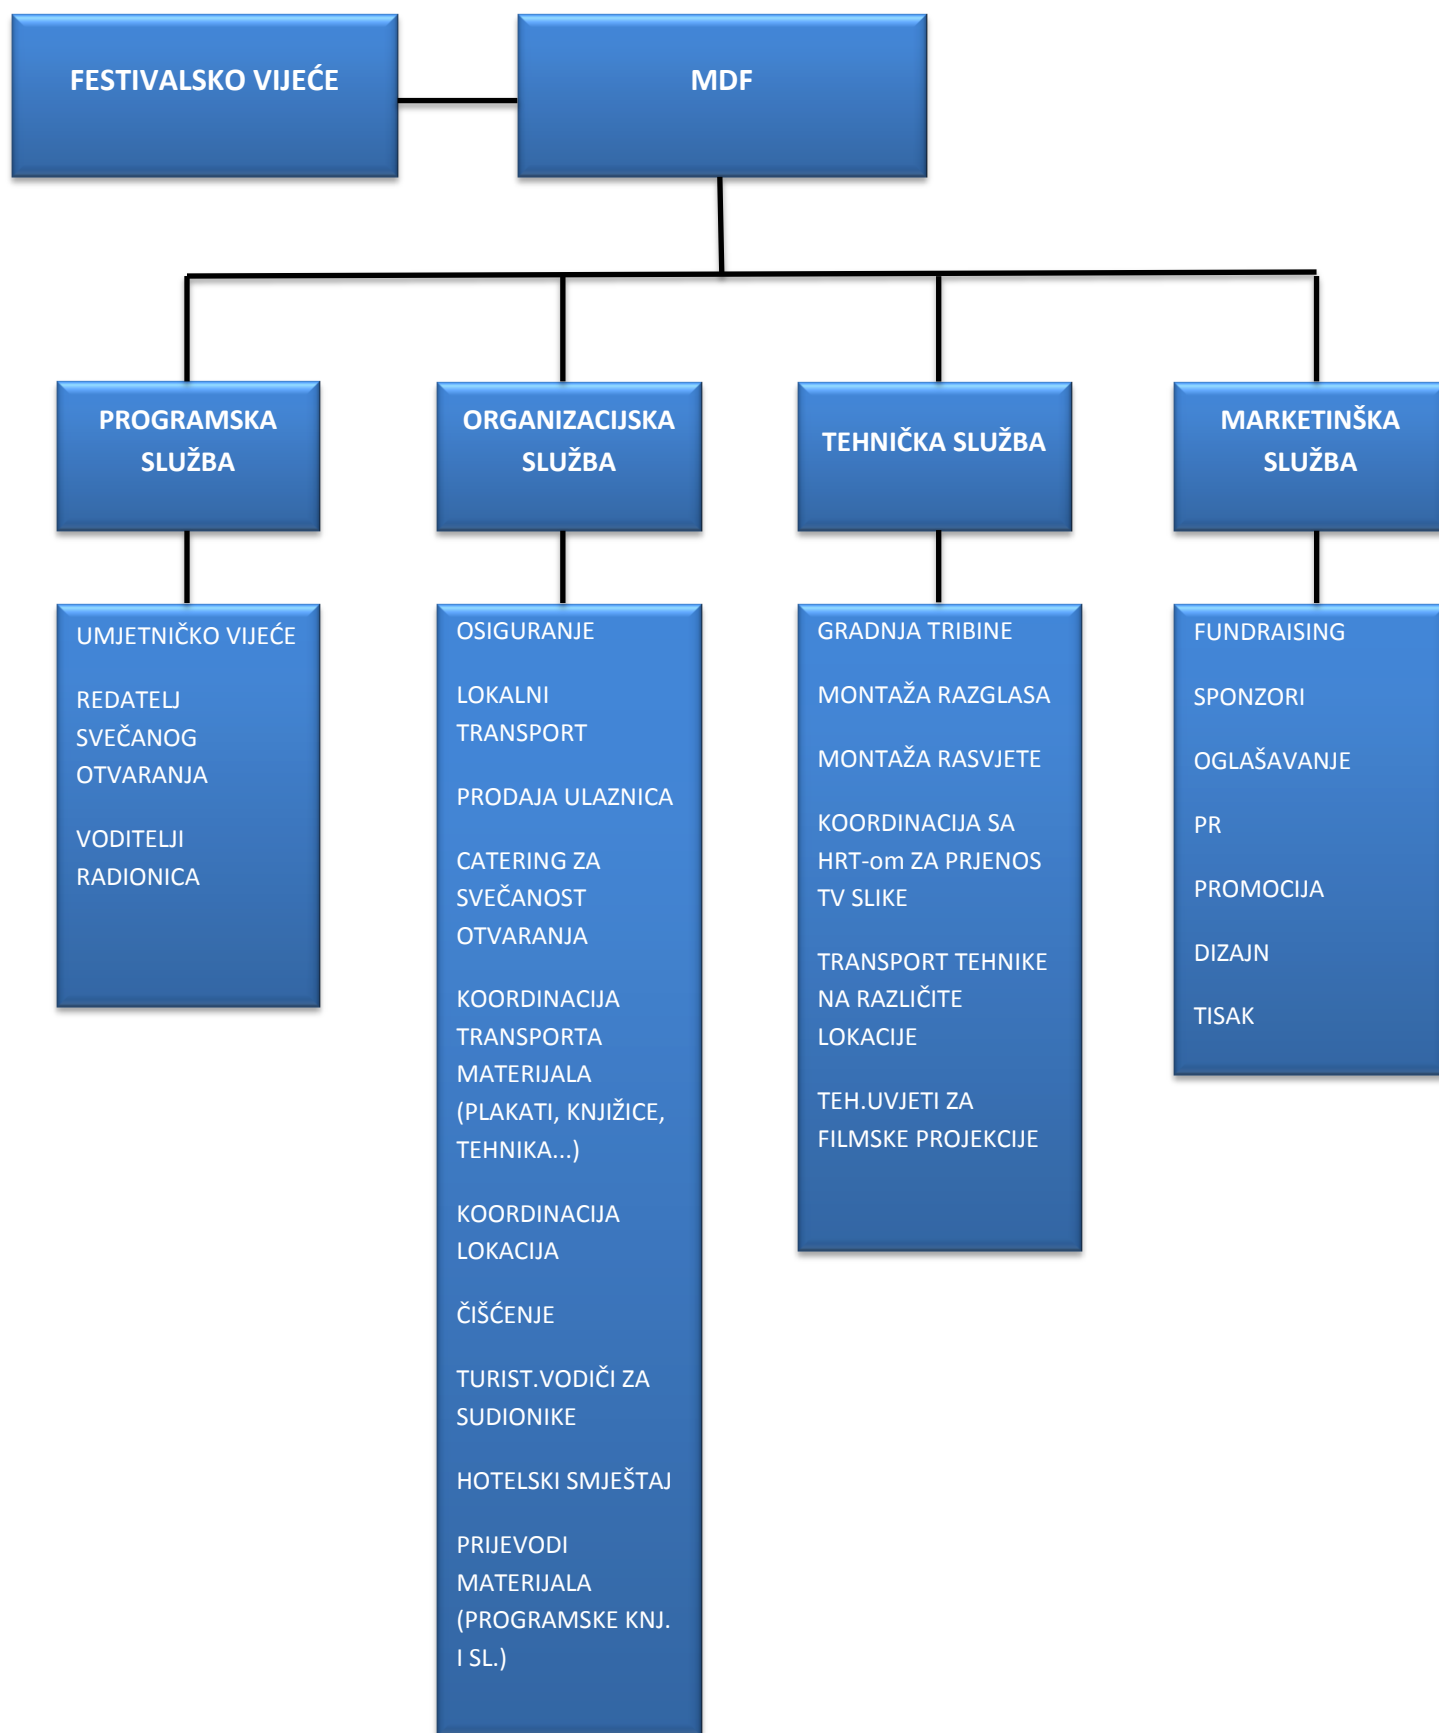 FESTIVALSKO VIJEĆE
MDF
PROGRAMSKA
SLUŽBA
ORGANIZACIJSKA
SLUŽBA
TEHNIČKA SLUŽBA
MARKETINŠKA
SLUŽBA
UMJETNIČKO VIJEĆE
REDATELJ
SVEČANOG
OTVARANJA
VODITELJI
RADIONICA
OSIGURANJE
LOKALNI
TRANSPORT
PRODAJA ULAZNICA
CATERING ZA
SVEČANOST
OTVARANJA
KOORDINACIJA
TRANSPORTA
MATERIJALA
(PLAKATI, KNJIŽICE,
TEHNIKA...)
KOORDINACIJA
LOKACIJA
ČIŠĆENJE
TURIST.VODIČI ZA
SUDIONIKE
HOTELSKI SMJEŠTAJ
PRIJEVODI
MATERIJALA
(PROGRAMSKE KNJ.
I SL.)
GRADNJA TRIBINE
MONTAŽA RAZGLASA
MONTAŽA RASVJETE
KOORDINACIJA SA
HRT-om ZA PRJENOS
TV SLIKE
TRANSPORT TEHNIKE
NA RAZLIČITE
LOKACIJE
TEH.UVJETI ZA
FILMSKE PROJEKCIJE
FUNDRAISING
SPONZORI
OGLAŠAVANJE
PR
PROMOCIJA
DIZAJN
TISAK